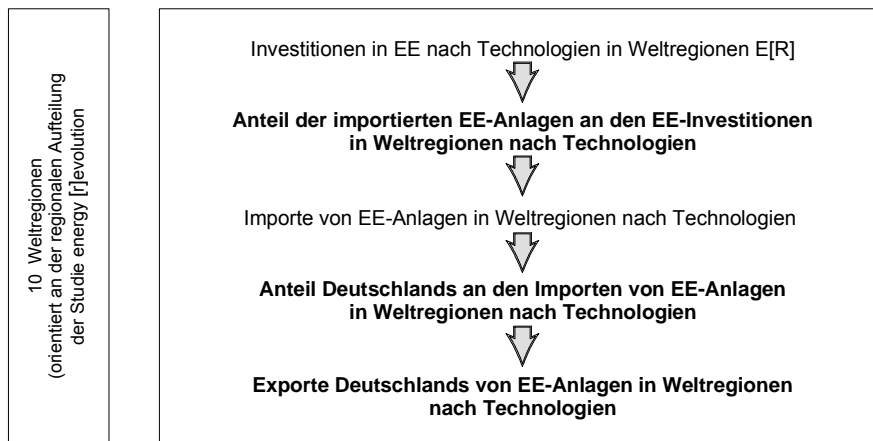 10 Weltregionen
(orientiert an der regionalen Aufteilung
der Studie energy [r]evolution
Investitionen in EE nach Technologien in Weltregionen E[R]
Anteil der importierten EE-Anlagen an den EE-Investitionen
in Weltregionen nach Technologien
Importe von EE-Anlagen in Weltregionen nach Technologien
Anteil Deutschlands an den Importen von EE-Anlagen
in Weltregionen nach Technologien
Exporte Deutschlands von EE-Anlagen in Weltregionen
nach Technologien